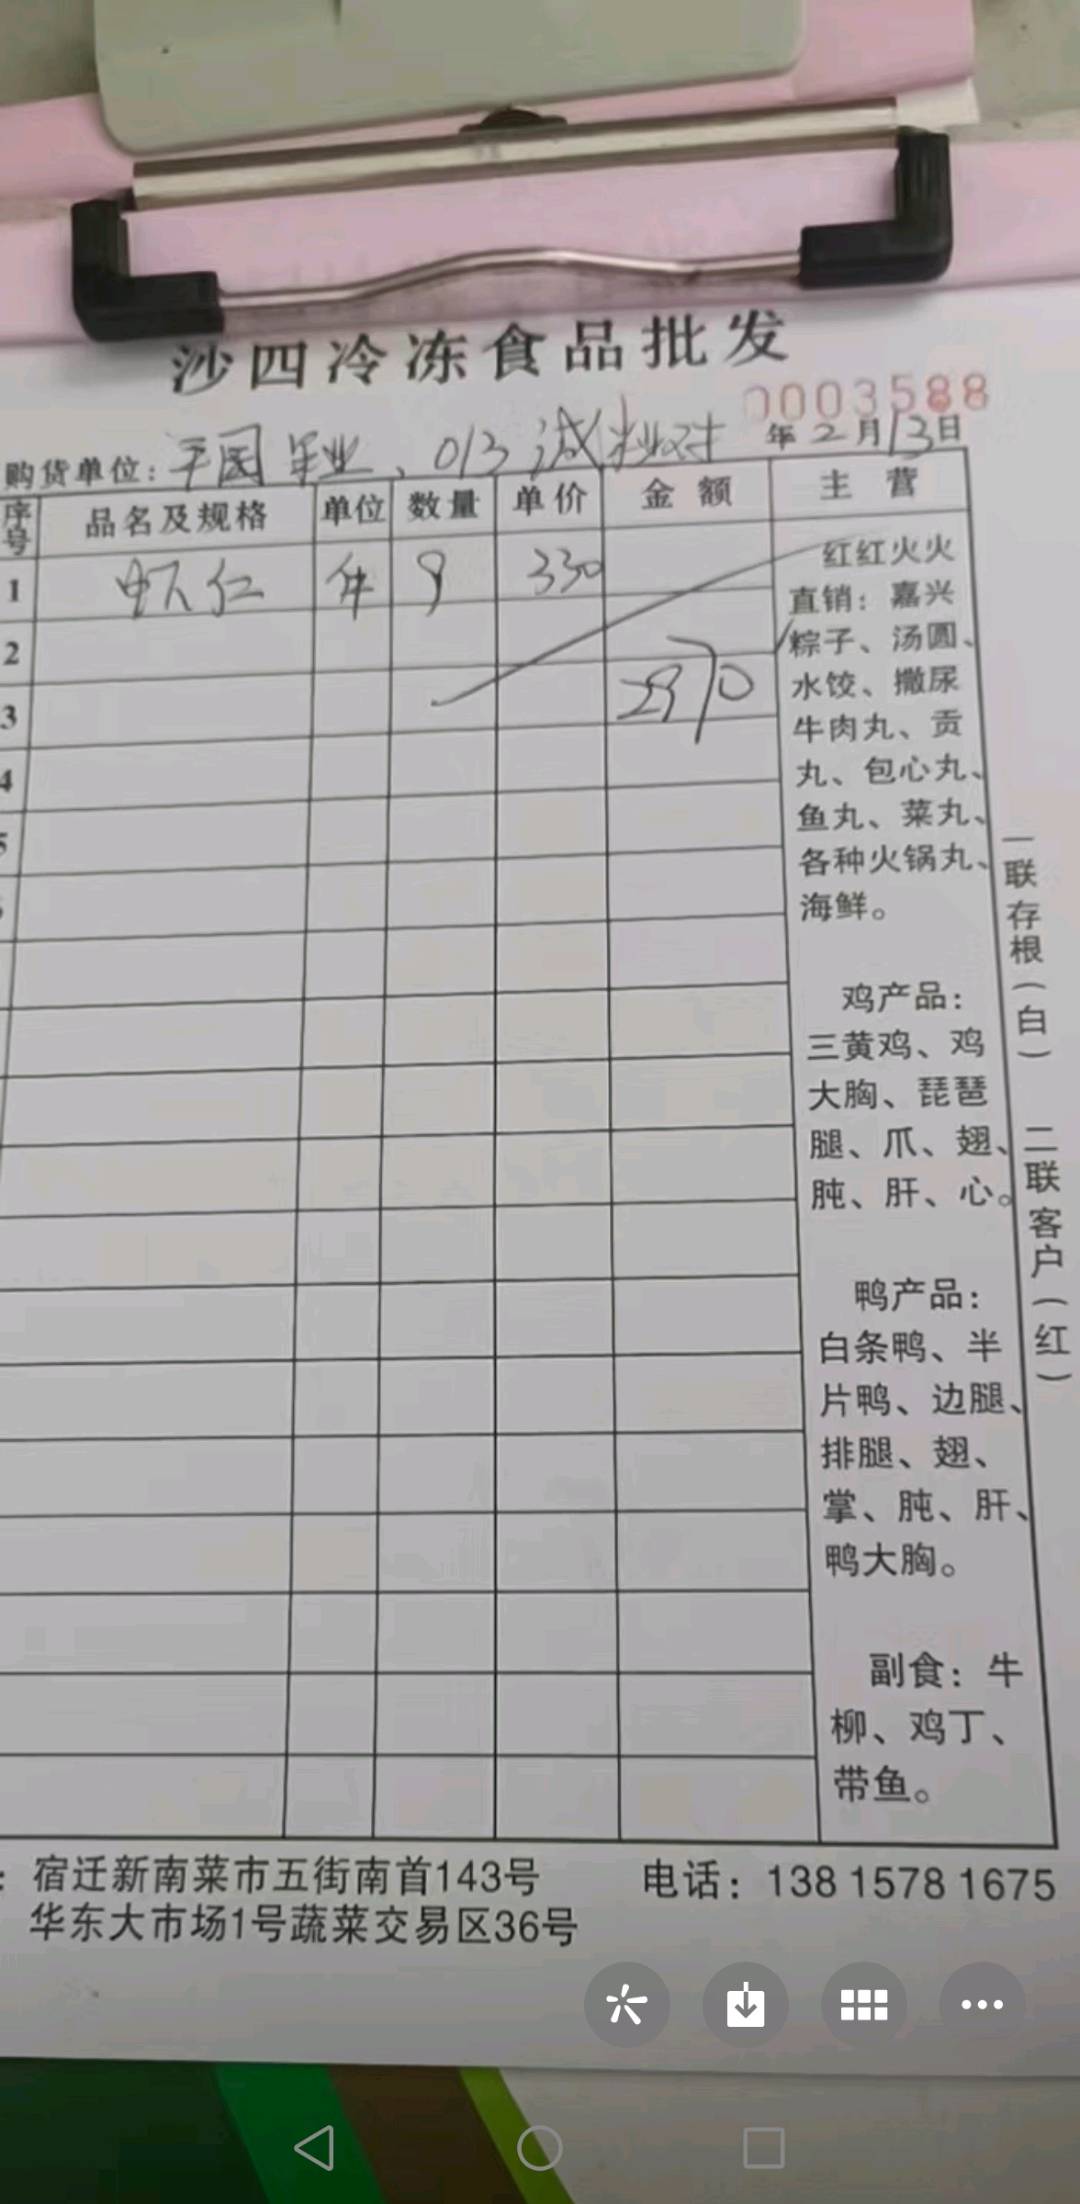 沙四冷冻食品批发
0003588
购货单位： 年2月13日
序号 品名及规格 单位 数量 单价 金额 主营
1 虾仁 件 9 330
2
3 2970
4
5
红红火火
直销：嘉兴
粽子、汤圆、
水饺、撒尿
牛肉丸、贡
丸、包心丸、
鱼丸、菜丸、
各种火锅丸、
海鲜。
鸡产品：
三黄鸡、鸡
大胸、琵琶
腿、爪、翅、
肫、肝、心。
鸭产品：
白条鸭、半
片鸭、边腿、
排腿、翅、
掌、肫、肝、
鸭大胸。
副食：牛
柳、鸡丁、
带鱼。
一联存根（白） 二联客户（红）
：宿迁新南菜市五街南首143号 电话：138 1578 1675
华东大市场1号蔬菜交易区36号